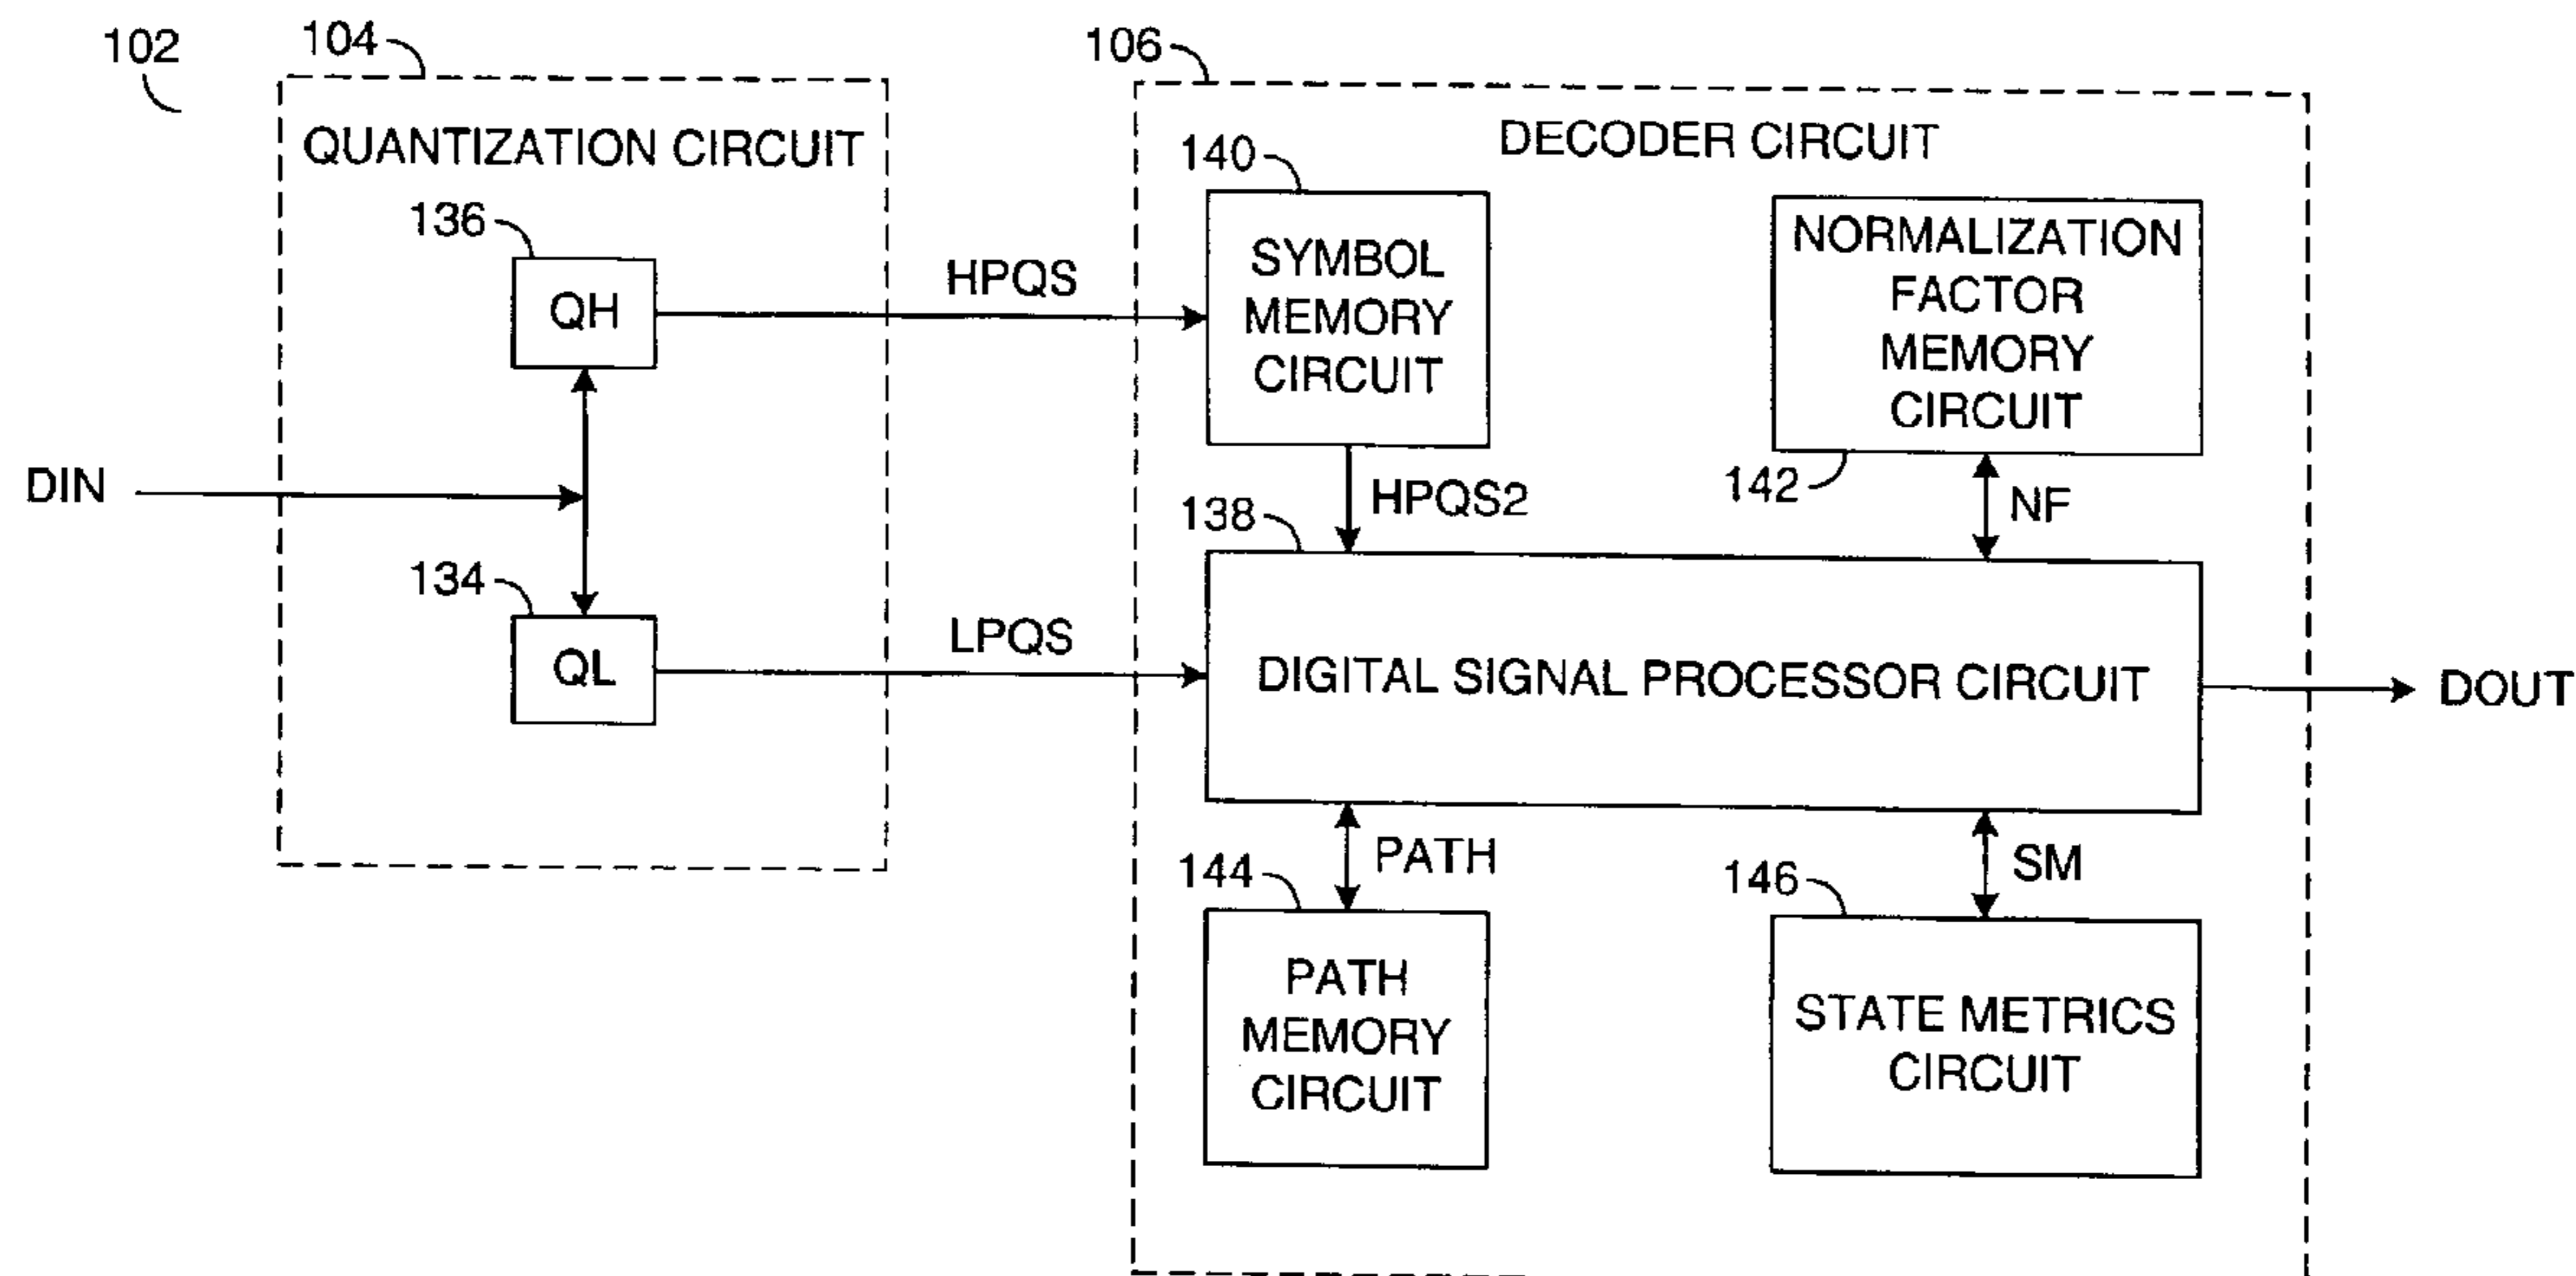 102
104
106
QUANTIZATION CIRCUIT
DECODER CIRCUIT
136
QH
HPQS
140
SYMBOL
MEMORY
CIRCUIT
NORMALIZATION
FACTOR
MEMORY
CIRCUIT
142
DIN
HPQS2
NF
138
134
QL
LPQS
DIGITAL SIGNAL PROCESSOR CIRCUIT
DOUT
PATH
SM
144
146
PATH
MEMORY
CIRCUIT
STATE METRICS
CIRCUIT